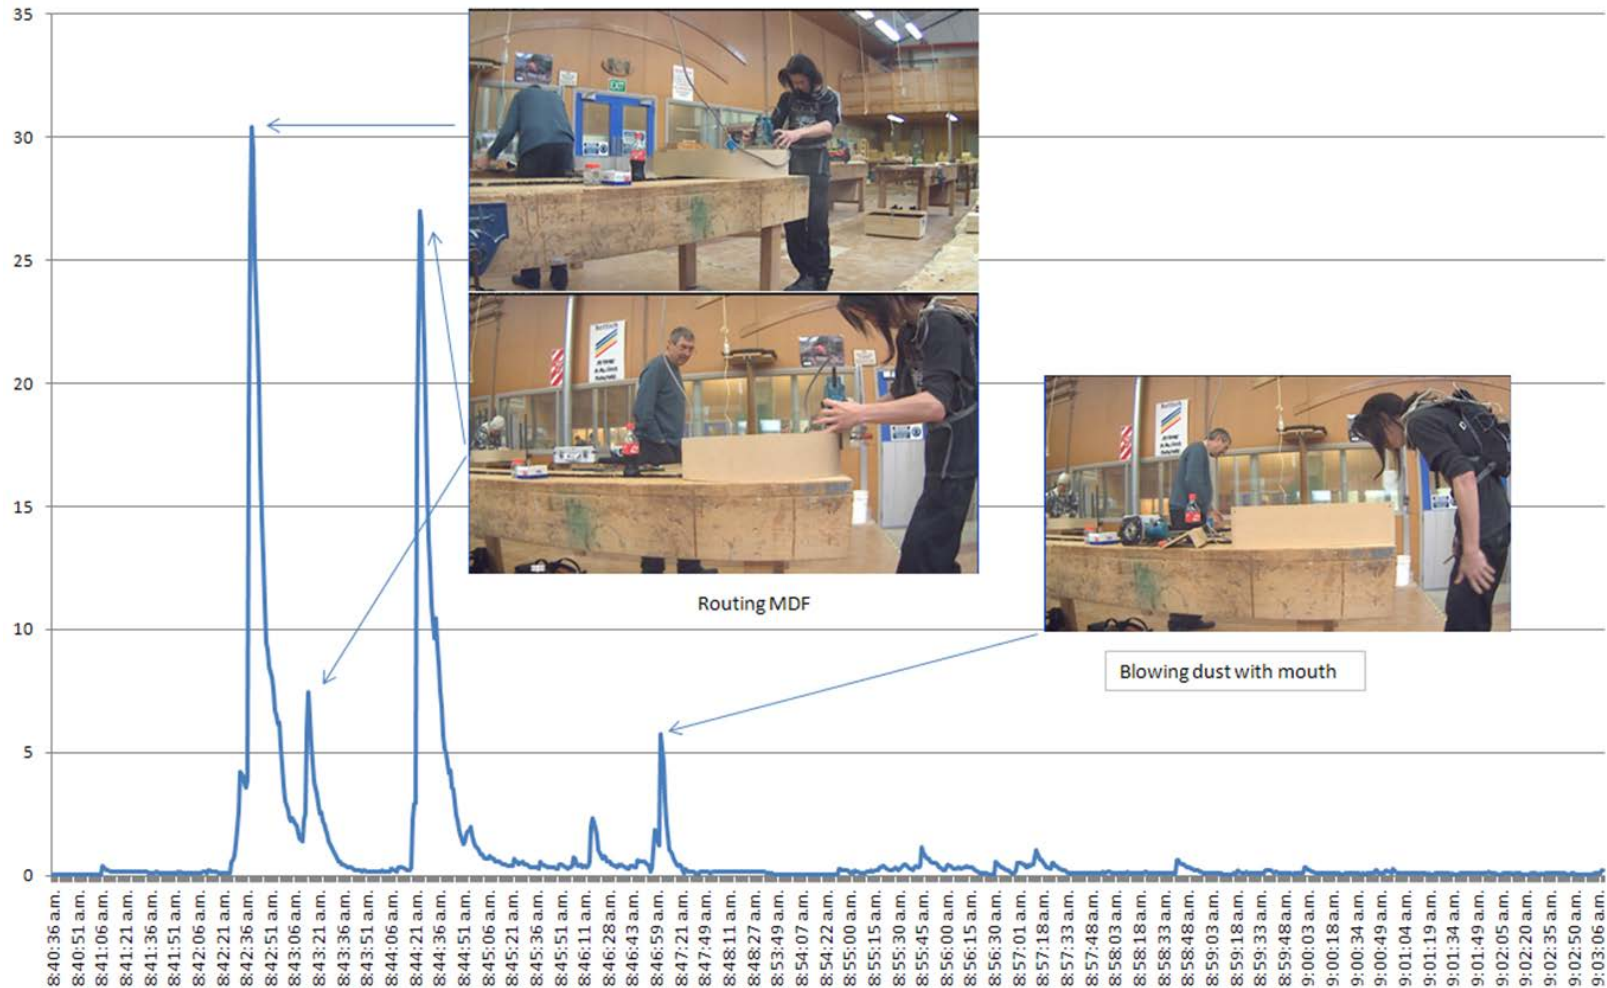 35
30
25
20
15
10
5
0
EXIT
Routing MDF
Blowing dust with mouth
8:40:36 a.m.
8:40:51 a.m.
8:41:06 a.m.
8:41:21 a.m.
8:41:36 a.m.
8:41:51 a.m.
8:42:06 a.m.
8:42:21 a.m.
8:42:36 a.m.
8:42:51 a.m.
8:43:06 a.m.
8:43:21 a.m.
8:43:36 a.m.
8:43:51 a.m.
8:44:06 a.m.
8:44:21 a.m.
8:44:36 a.m.
8:44:51 a.m.
8:45:06 a.m.
8:45:21 a.m.
8:45:36 a.m.
8:45:51 a.m.
8:46:11 a.m.
8:46:28 a.m.
8:46:43 a.m.
8:46:59 a.m.
8:47:21 a.m.
8:47:49 a.m.
8:48:11 a.m.
8:48:27 a.m.
8:53:49 a.m.
8:54:07 a.m.
8:54:22 a.m.
8:55:00 a.m.
8:55:15 a.m.
8:55:30 a.m.
8:55:45 a.m.
8:56:00 a.m.
8:56:15 a.m.
8:56:30 a.m.
8:57:01 a.m.
8:57:18 a.m.
8:57:33 a.m.
8:57:48 a.m.
8:58:03 a.m.
8:58:18 a.m.
8:58:33 a.m.
8:58:48 a.m.
8:59:03 a.m.
8:59:18 a.m.
8:59:33 a.m.
8:59:48 a.m.
9:00:03 a.m.
9:00:18 a.m.
9:00:34 a.m.
9:00:49 a.m.
9:01:04 a.m.
9:01:19 a.m.
9:01:34 a.m.
9:01:49 a.m.
9:02:05 a.m.
9:02:20 a.m.
9:02:35 a.m.
9:02:50 a.m.
9:03:06 a.m.